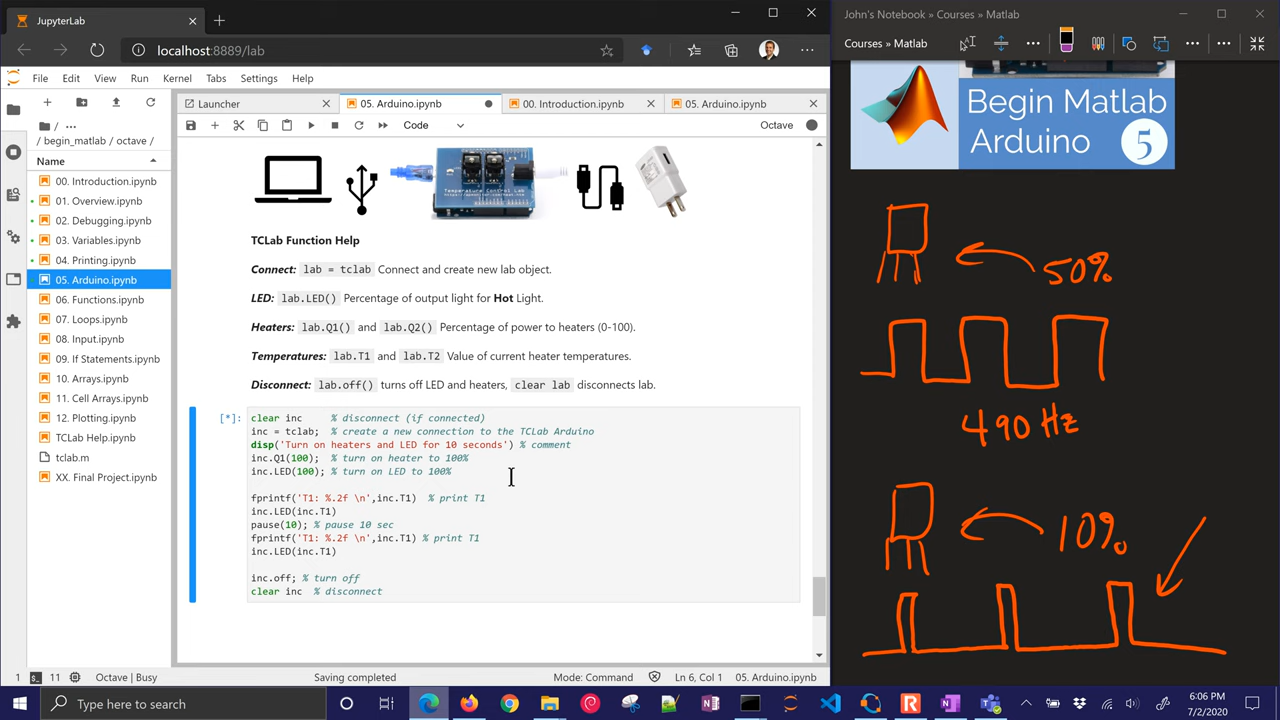 JupyterLab
localhost:8889/lab
File Edit View Run Kernel Tabs Settings Help
Launcher
05. Arduino.ipynb
00. Introduction.ipynb
05. Arduino.ipynb
Code
Octave
/ ...
/ begin_matlab / octave /
Name
00. Introduction.ipynb
01. Overview.ipynb
02. Debugging.ipynb
03. Variables.ipynb
04. Printing.ipynb
05. Arduino.ipynb
06. Functions.ipynb
07. Loops.ipynb
08. Input.ipynb
09. If Statements.ipynb
10. Arrays.ipynb
11. Cell Arrays.ipynb
12. Plotting.ipynb
TCLab Help.ipynb
tclab.m
XX. Final Project.ipynb
Temperature Control Lab
TCLab Function Help
Connect: lab = tclab Connect and create new lab object.
LED: lab.LED() Percentage of output light for Hot Light.
Heaters: lab.Q1() and lab.Q2() Percentage of power to heaters (0-100).
Temperatures: lab.T1 and lab.T2 Value of current heater temperatures.
Disconnect: lab.off() turns off LED and heaters, clear lab disconnects lab.
[*]:
clear inc % disconnect (if connected)
inc = tclab; % create a new connection to the TCLab Arduino
disp('Turn on heaters and LED for 10 seconds') % comment
inc.Q1(100); % turn on heater to 100%
inc.LED(100); % turn on LED to 100%
fprintf('T1: %.2f \n',inc.T1) % print T1
inc.LED(inc.T1)
pause(10); % pause 10 sec
fprintf('T1: %.2f \n',inc.T1) % print T1
inc.LED(inc.T1)
inc.off; % turn off
clear inc % disconnect
1 11 Octave | Busy
Saving completed
Mode: Command
Ln 6, Col 1
05. Arduino.ipynb
John's Notebook » Courses » Matlab
Courses » Matlab
Begin Matlab
Arduino 5
50%
490 Hz
10%
Type here to search
6:06 PM
7/2/2020